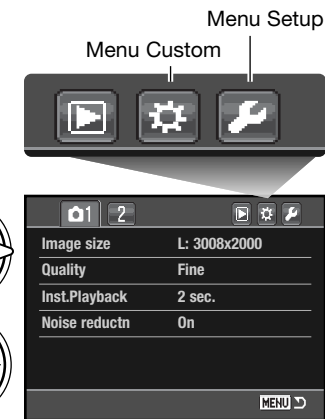 Menu Setup
Menu Custom
1 2
Image size L: 3008x2000
Quality Fine
Inst.Playback 2 sec.
Noise reductn On
MENU